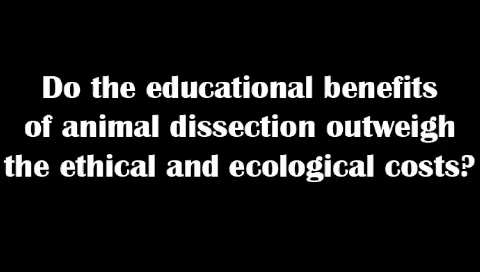 Do the educational benefits
of animal dissection outweigh
the ethical and ecological costs?